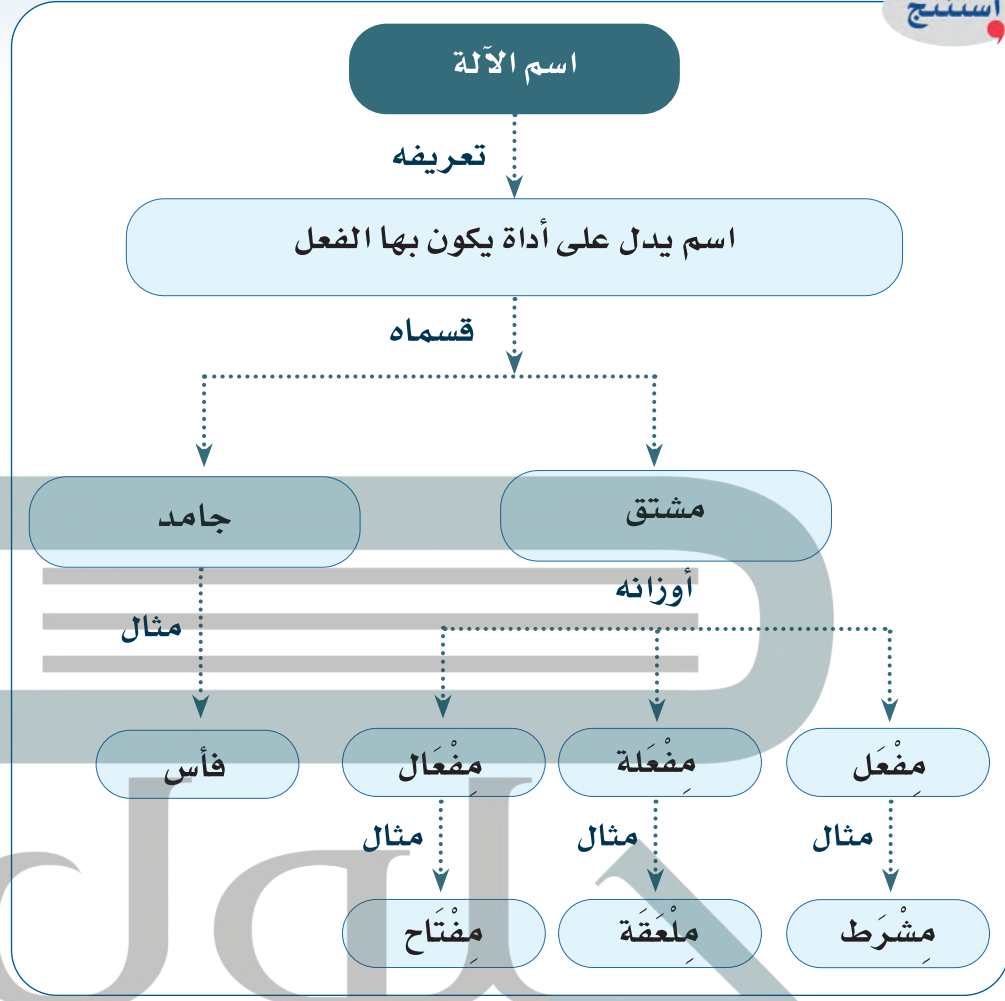 أستنتج
اسم الآلة
تعريفه
اسم يدل على أداة يكون بها الفعل
قسماه
مشتق
جامد
أوزانه
مثال
مِفْعَل
مِفْعَلة
مِفْعَال
فأس
مثال
مثال
مثال
مِشْرَط
مِلْعَقَة
مِفْتَاح